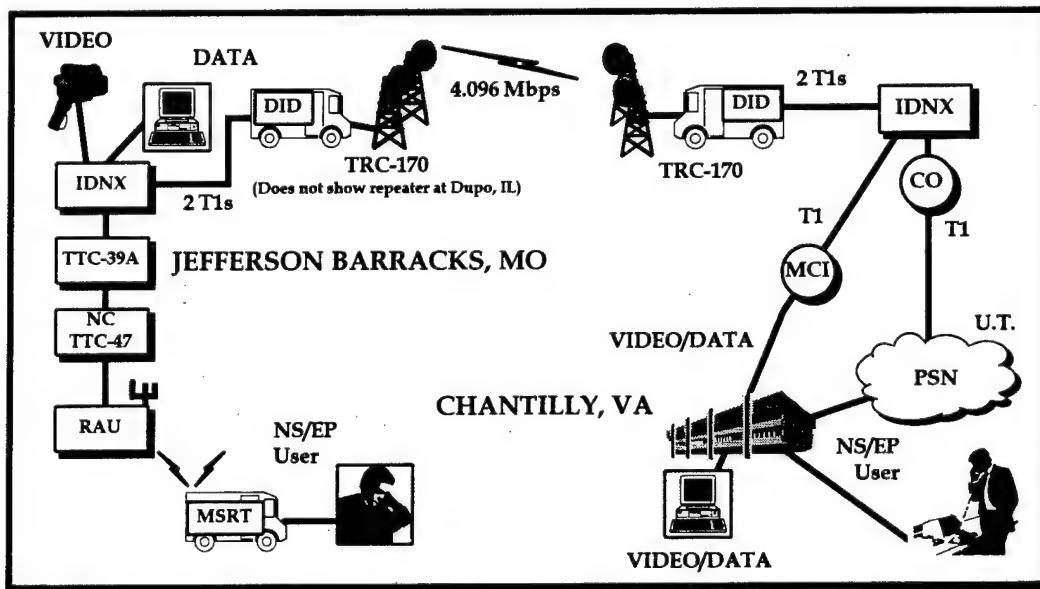 VIDEO
DATA
DID
4.096 Mbps
2 T1s
DID
IDNX
TRC-170
(Does not show repeater at Dupo, IL)
TRC-170
IDNX
2 T1s
CO
T1
T1
TTC-39A
JEFFERSON BARRACKS, MO
MCI
NC
TTC-47
VIDEO/DATA
U.T.
PSN
CHANTILLY, VA
RAU
NS/EP
User
NS/EP
User
MSRT
VIDEO/DATA